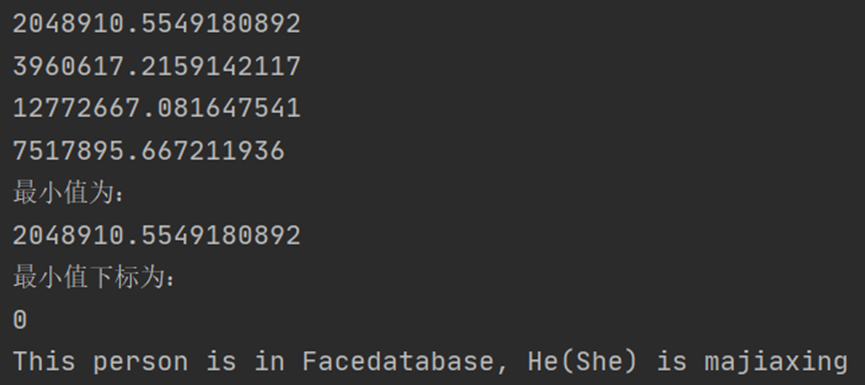 2048910.5549180892
3960617.2159142117
12772667.081647541
7517895.667211936
最小值为：
2048910.5549180892
最小值下标为：
0
This person is in Facedatabase, He(She) is majiaxing